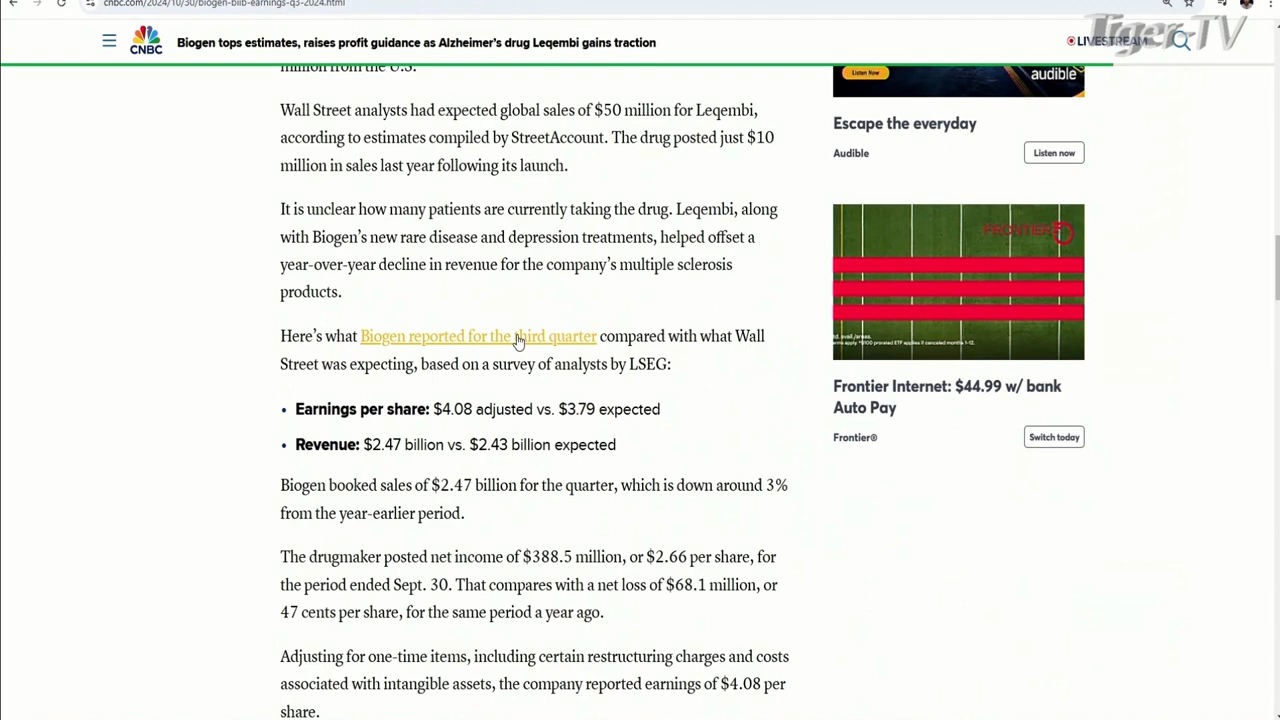 cnbc.com/2024/10/30/biogen-biib-earnings-q3-2024.html
Tiger-TV
CNBC
Biogen tops estimates, raises profit guidance as Alzheimer's drug Leqembi gains traction
LIVESTREAM
million from the U.S.
Wall Street analysts had expected global sales of $50 million for Leqembi,
according to estimates compiled by StreetAccount. The drug posted just $10
million in sales last year following its launch.
It is unclear how many patients are currently taking the drug. Leqembi, along
with Biogen's new rare disease and depression treatments, helped offset a
year-over-year decline in revenue for the company's multiple sclerosis
products.
Here's what Biogen reported for the third quarter compared with what Wall
Street was expecting, based on a survey of analysts by LSEG:
• Earnings per share: $4.08 adjusted vs. $3.79 expected
• Revenue: $2.47 billion vs. $2.43 billion expected
Biogen booked sales of $2.47 billion for the quarter, which is down around 3%
from the year-earlier period.
The drugmaker posted net income of $388.5 million, or $2.66 per share, for
the period ended Sept. 30. That compares with a net loss of $68.1 million, or
47 cents per share, for the same period a year ago.
Adjusting for one-time items, including certain restructuring charges and costs
associated with intangible assets, the company reported earnings of $4.08 per
share.
Listen Now
audible
Escape the everyday
Audible
Listen now
FRONTIER
Frontier Internet: $44.99 w/ bank
Auto Pay
Frontier®
Switch today